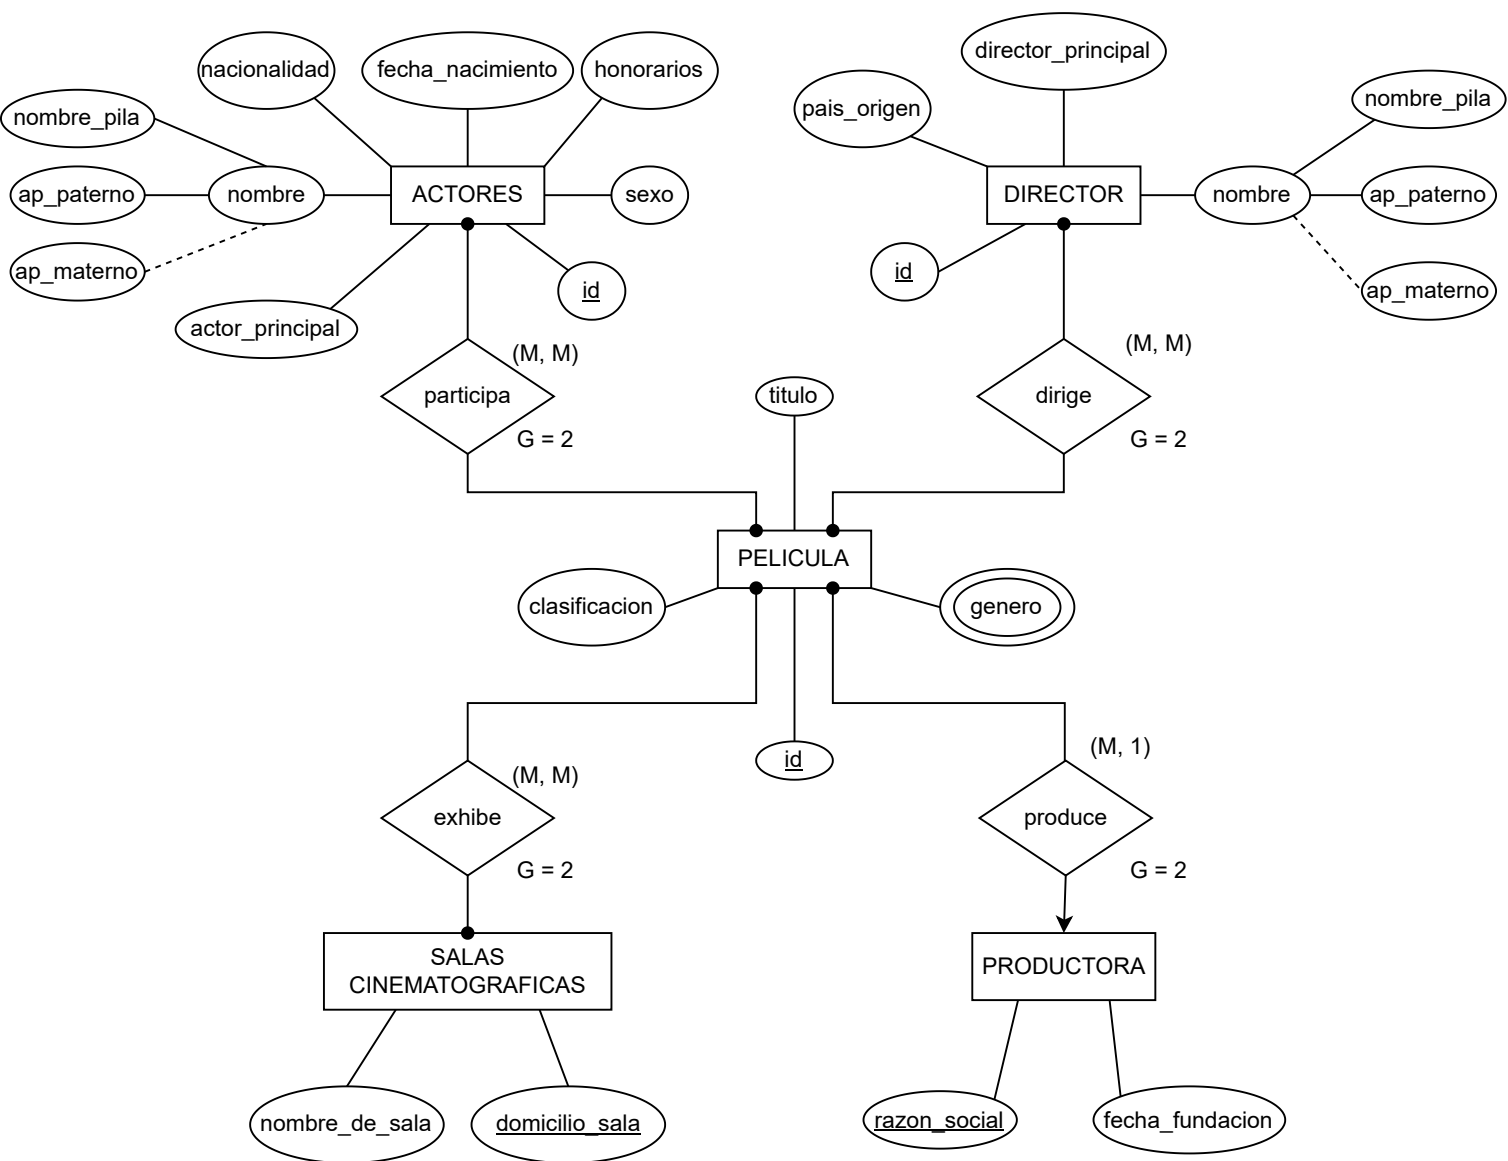 director_principal
nacionalidad
fecha_nacimiento
honorarios
pais_origen
nombre_pila
nombre_pila
ap_paterno
nombre
ACTORES
sexo
DIRECTOR
nombre
ap_paterno
ap_materno
id
id
ap_materno
actor_principal
(M, M)
(M, M)
participa
titulo
dirige
G = 2
G = 2
PELICULA
clasificacion
genero
id
(M, 1)
(M, M)
exhibe
produce
G = 2
G = 2
SALAS
CINEMATOGRAFICAS
PRODUCTORA
nombre_de_sala
domicilio_sala
razon_social
fecha_fundacion